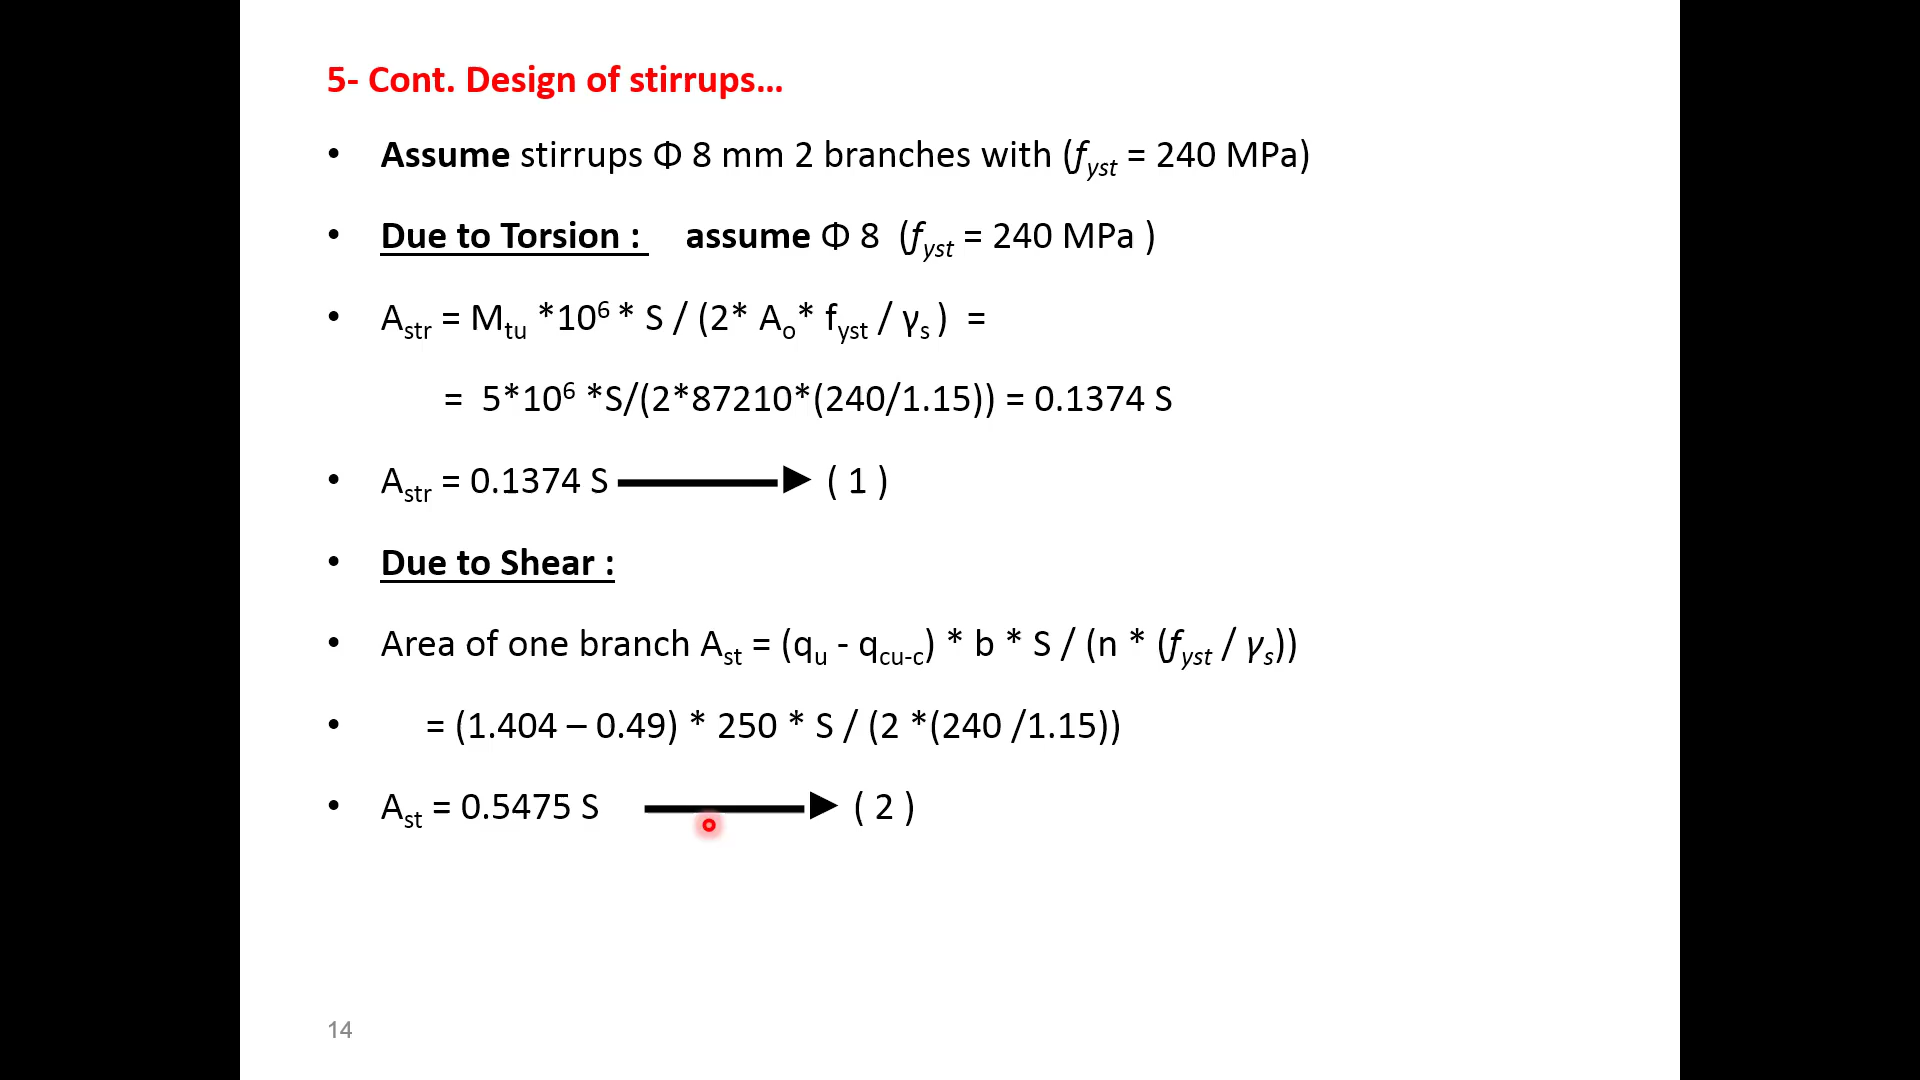 5- Cont. Design of stirrups...
• Assume stirrups Φ 8 mm 2 branches with (fyst = 240 MPa)
• Due to Torsion : assume Φ 8 (fyst = 240 MPa )
• Astr = Mtu *10⁶ * S / (2* Ao* fyst / γs ) =
= 5*10⁶ *S/(2*87210*(240/1.15)) = 0.1374 S
• Astr = 0.1374 S ( 1 )
• Due to Shear :
• Area of one branch Ast = (qu - qcu-c) * b * S / (n * (fyst / γs))
• = (1.404 – 0.49) * 250 * S / (2 *(240 /1.15))
• Ast = 0.5475 S ( 2 )
14